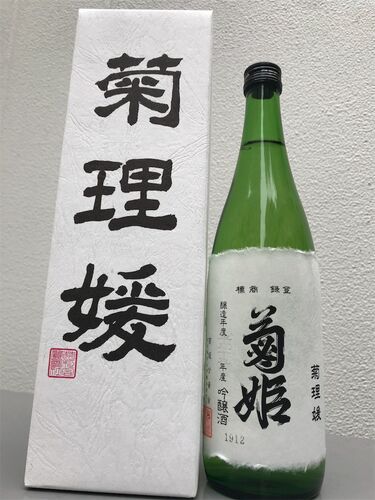 菊理媛
標商録登
菊姫
菊理媛
醸造年度
年度
吟醸酒
1912